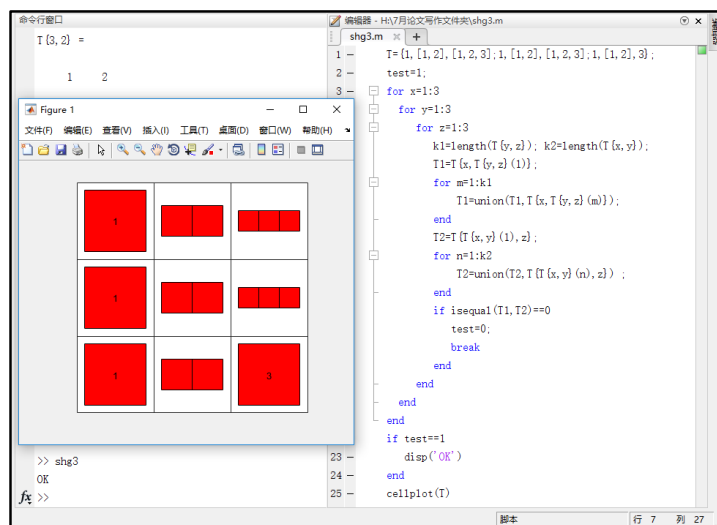 命令行窗口
T{3,2} =
1 2
Figure 1
文件(F) 编辑(E) 查看(V) 插入(I) 工具(T) 桌面(D) 窗口(W) 帮助(H)
1
1
1
3
>> shg3
OK
fx >>
编辑器 - H:\7月论文写作文件夹\shg3.m
shg3.m
1 - T={1,[1,2],[1,2,3];1,[1,2],[1,2,3];1,[1,2],3};
2 - test=1;
3 - for x=1:3
for y=1:3
for z=1:3
k1=length(T{y,z}); k2=length(T{x,y});
T1=T{x,T{y,z}(1)};
for m=1:k1
T1=union(T1,T{x,T{y,z}(m)});
end
T2=T{T{x,y}(1),z};
for n=1:k2
T2=union(T2,T{T{x,y}(n),z}) ;
end
if isequal(T1,T2)==0
test=0;
break
end
end
end
end
if test==1
23 - disp('OK')
24 - end
25 - cellplot(T)
脚本
行 7 列 27